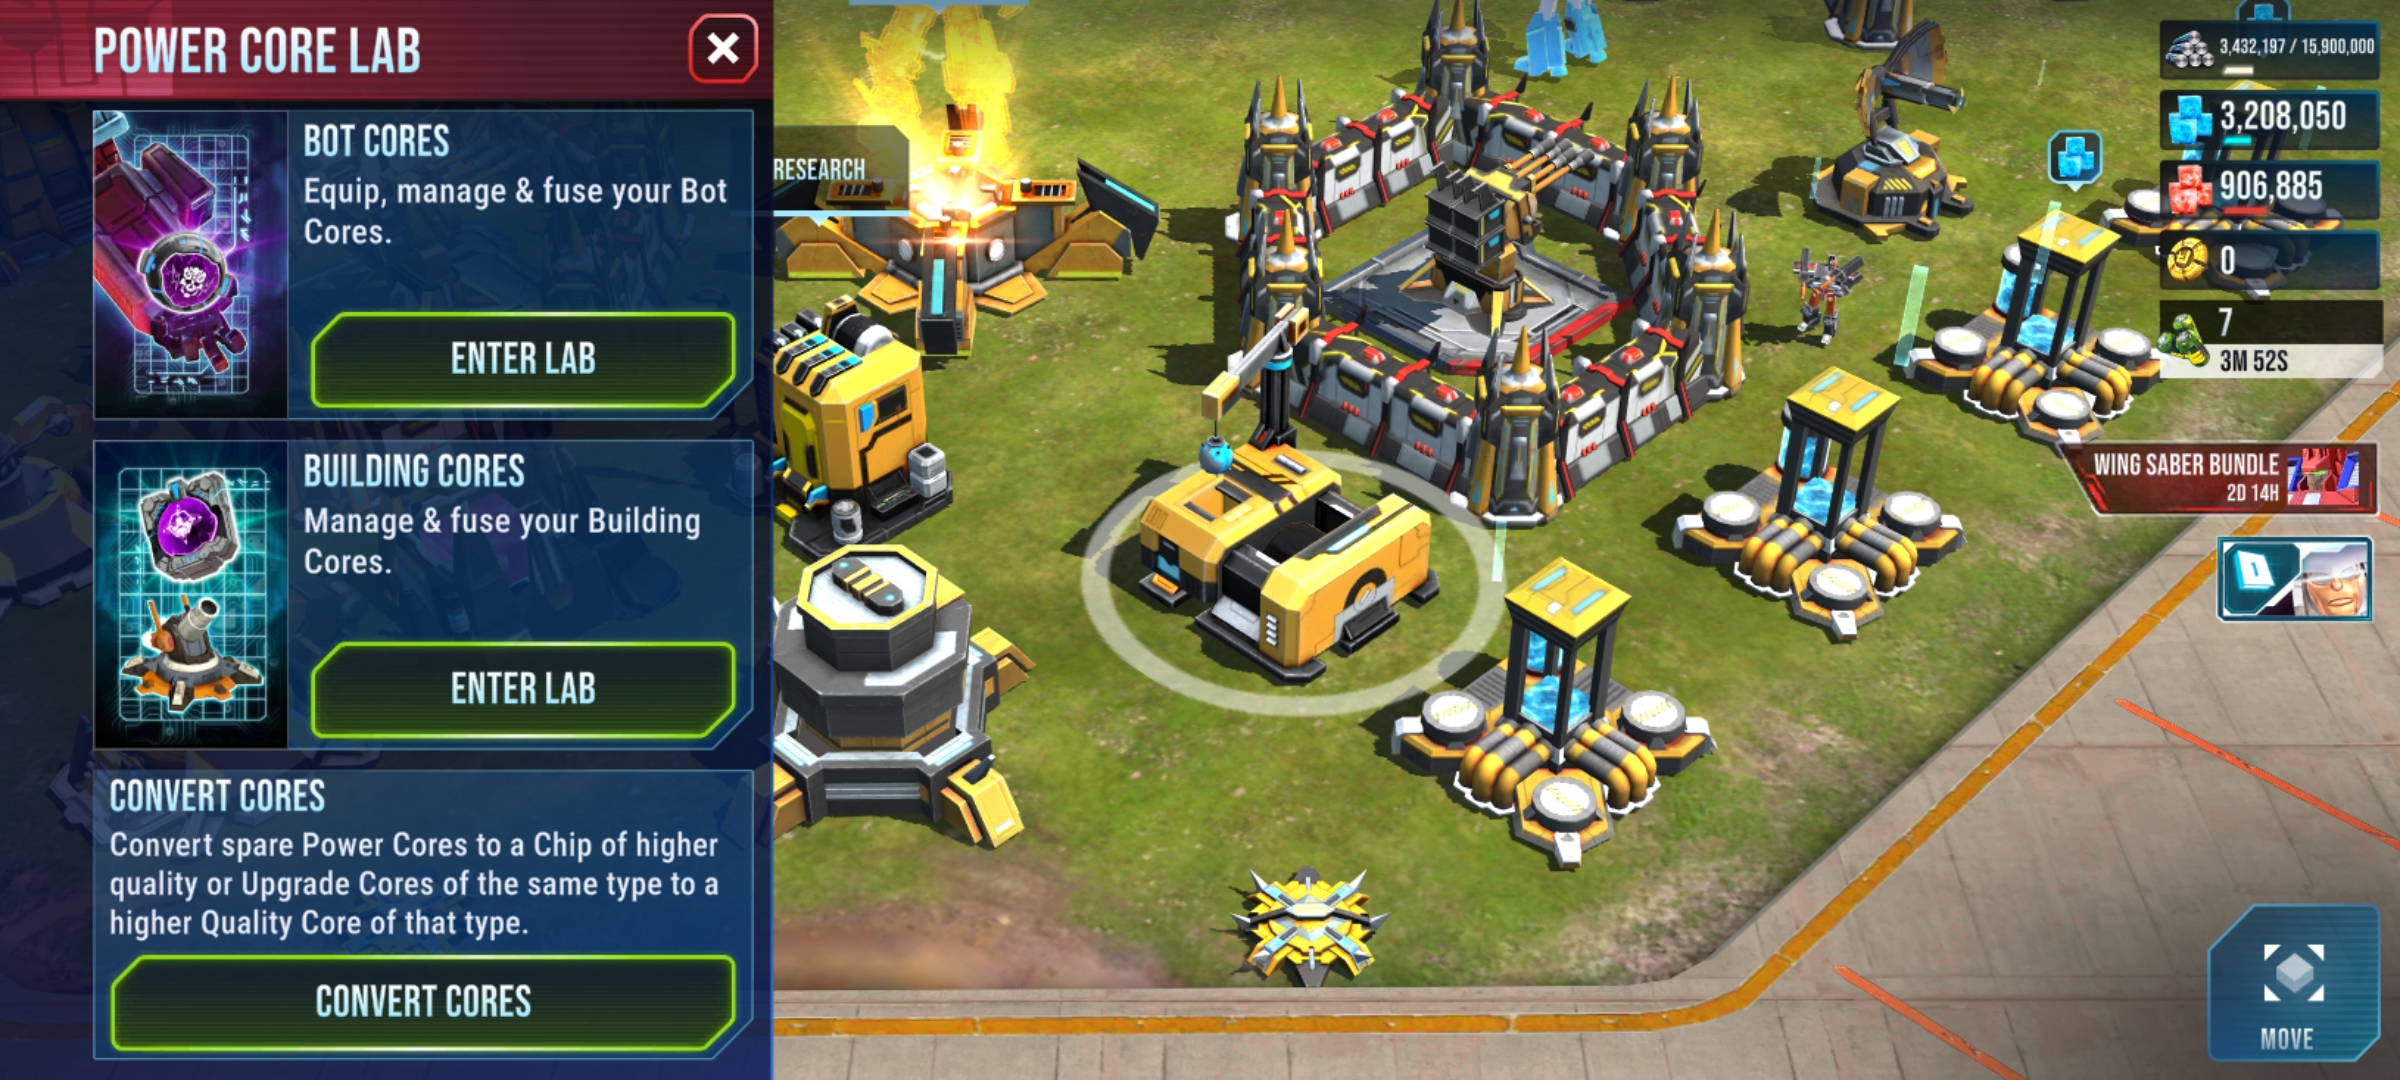 POWER CORE LAB
BOT CORES
Equip, manage & fuse your Bot
Cores.
ENTER LAB
BUILDING CORES
Manage & fuse your Building
Cores.
ENTER LAB
CONVERT CORES
Convert spare Power Cores to a Chip of higher
quality or Upgrade Cores of the same type to a
higher Quality Core of that type.
CONVERT CORES
RESEARCH
3,432,197 / 15,900,000
3,208,050
906,885
0
7
3M 52S
WING SABER BUNDLE
2D 14H
MOVE